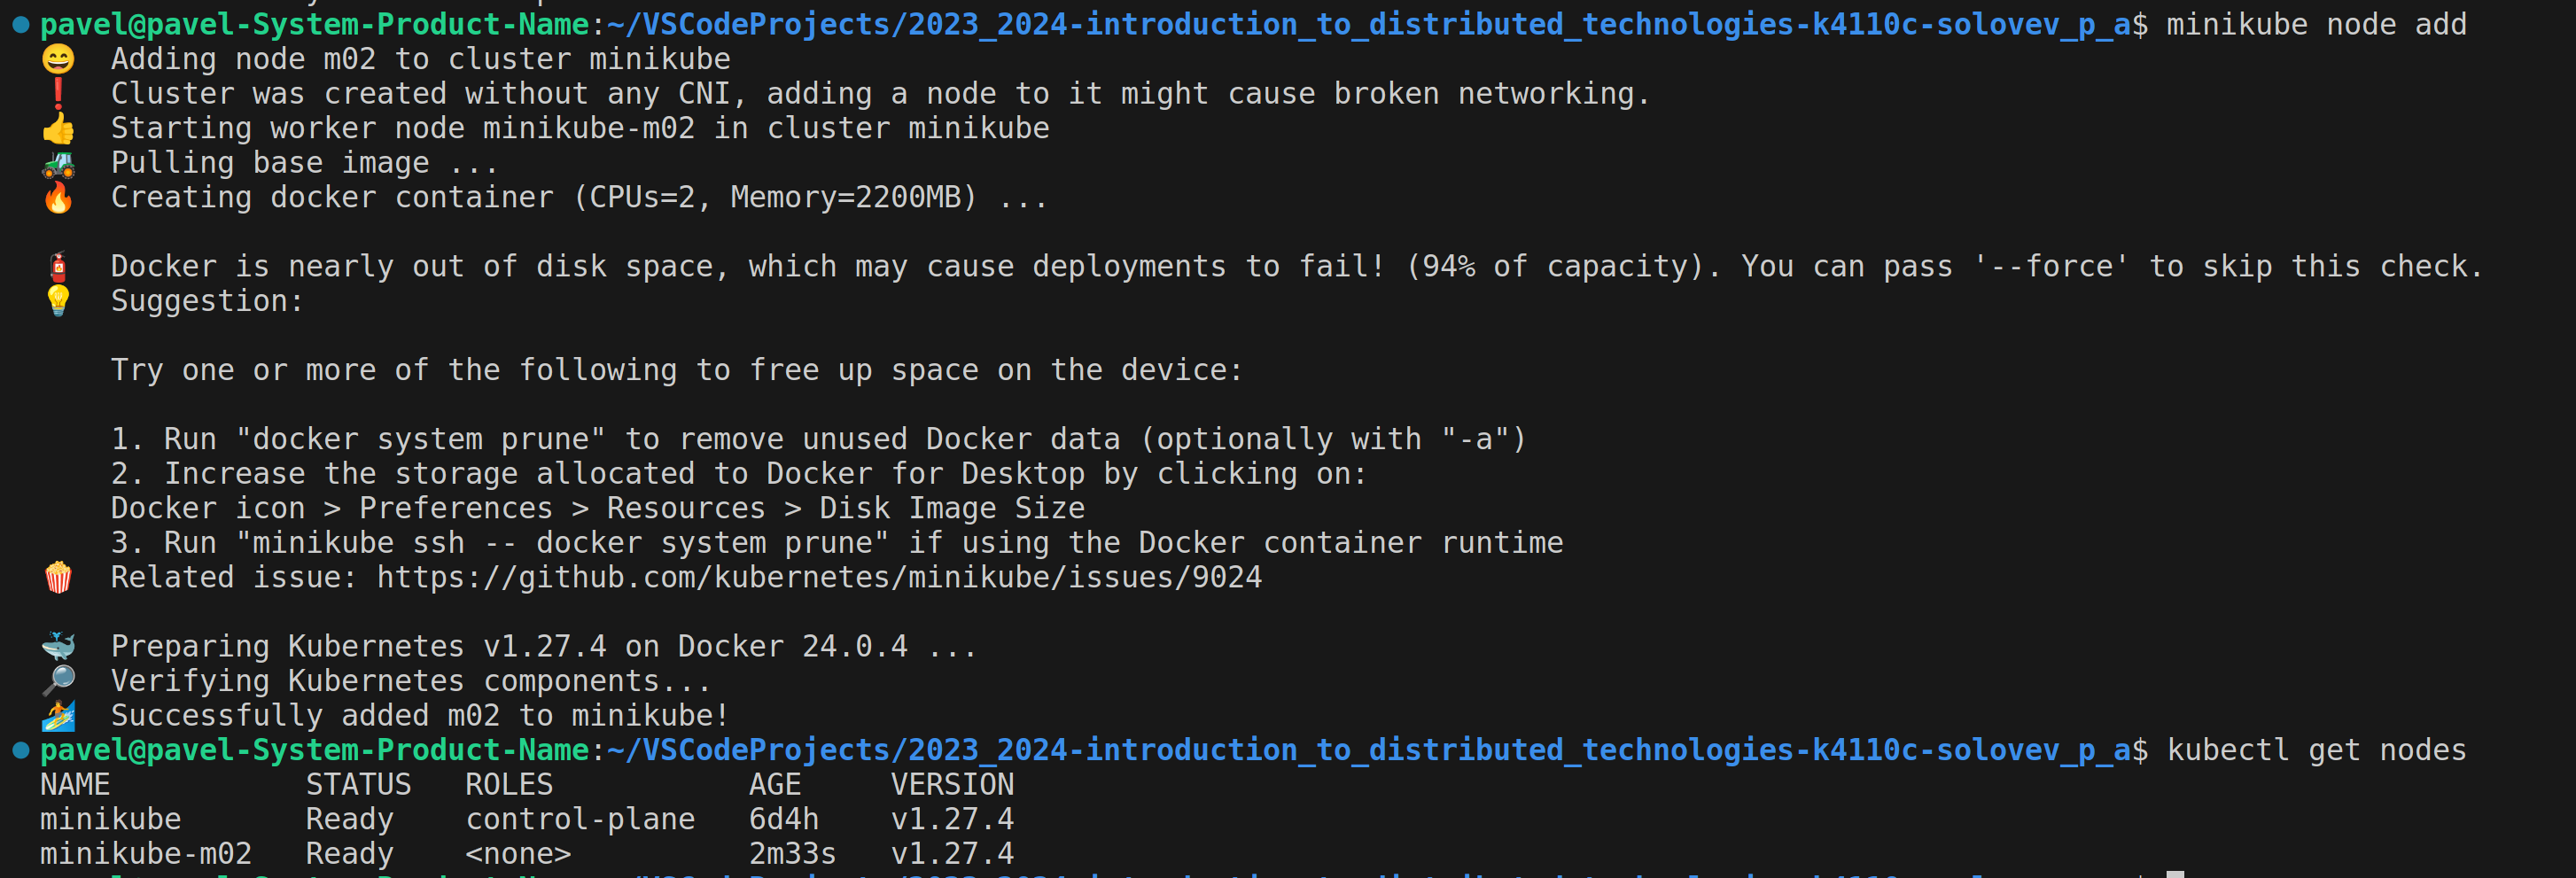 pavel@pavel-System-Product-Name:~/VSCodeProjects/2023_2024-introduction_to_distributed_technologies-k4110c-solovev_p_a$ minikube node add
😄  Adding node m02 to cluster minikube
❗  Cluster was created without any CNI, adding a node to it might cause broken networking.
👍  Starting worker node minikube-m02 in cluster minikube
🚜  Pulling base image ...
🔥  Creating docker container (CPUs=2, Memory=2200MB) ...
🧯  Docker is nearly out of disk space, which may cause deployments to fail! (94% of capacity). You can pass '--force' to skip this check.
💡  Suggestion:
Try one or more of the following to free up space on the device:
1. Run "docker system prune" to remove unused Docker data (optionally with "-a")
2. Increase the storage allocated to Docker for Desktop by clicking on:
Docker icon > Preferences > Resources > Disk Image Size
3. Run "minikube ssh -- docker system prune" if using the Docker container runtime
🍿  Related issue: https://github.com/kubernetes/minikube/issues/9024
🐳  Preparing Kubernetes v1.27.4 on Docker 24.0.4 ...
🔎  Verifying Kubernetes components...
🏄  Successfully added m02 to minikube!
pavel@pavel-System-Product-Name:~/VSCodeProjects/2023_2024-introduction_to_distributed_technologies-k4110c-solovev_p_a$ kubectl get nodes
NAME           STATUS   ROLES           AGE     VERSION
minikube       Ready    control-plane   6d4h    v1.27.4
minikube-m02   Ready    <none>          2m33s   v1.27.4